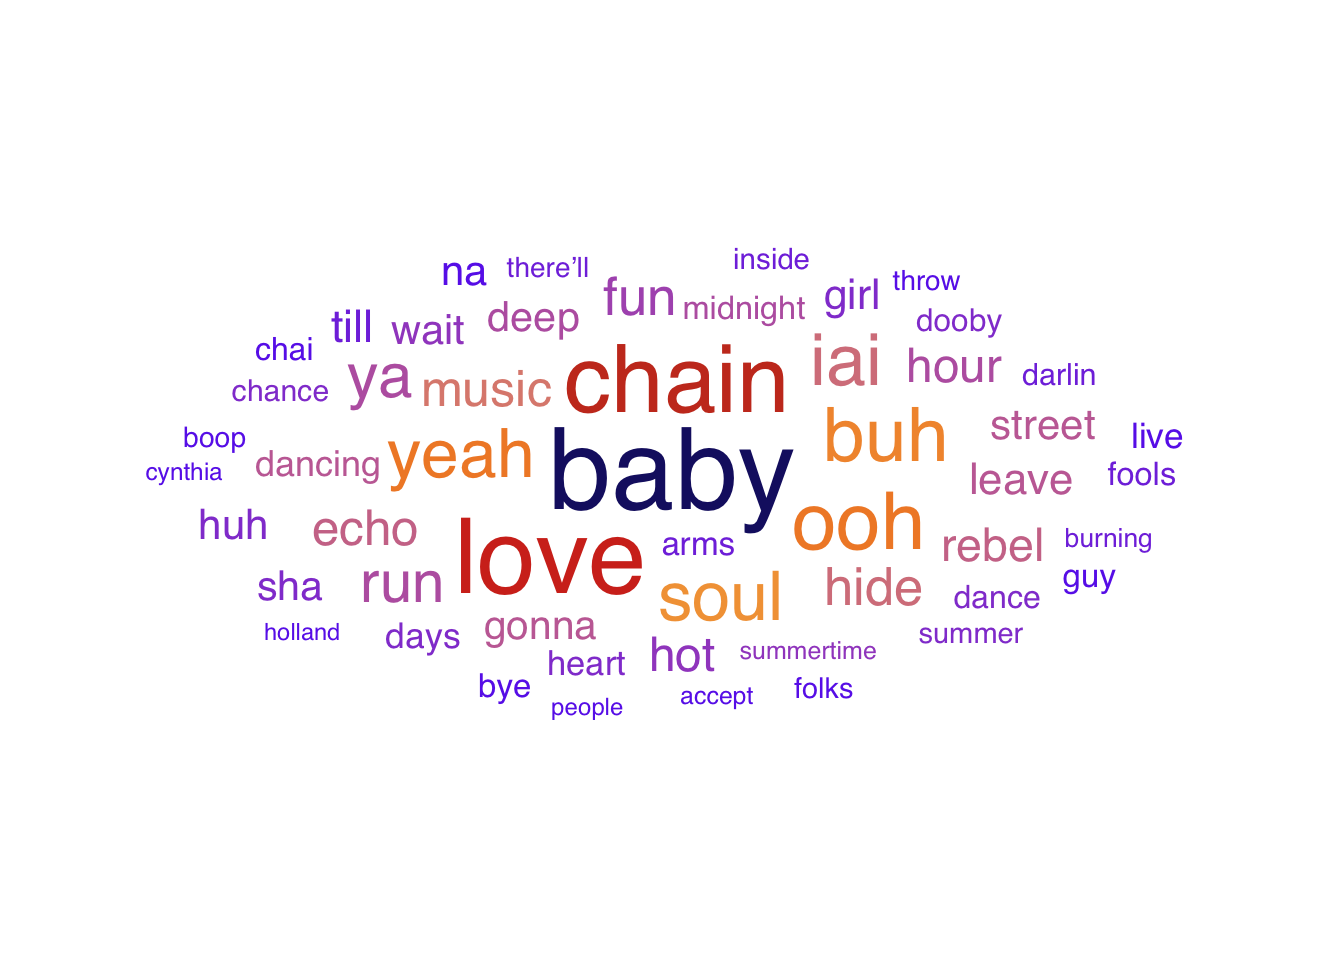 inside
na there’ll
fun girl throw
deep midnight dooby
till wait
chai chain iai hour darlin
chance ya music
boop yeah baby buh street live
cynthia dancing leave fools
huh echo love arms ooh rebel burning
sha run soul hide dance guy
holland days gonna summer
heart hot summertime
bye accept folks
people